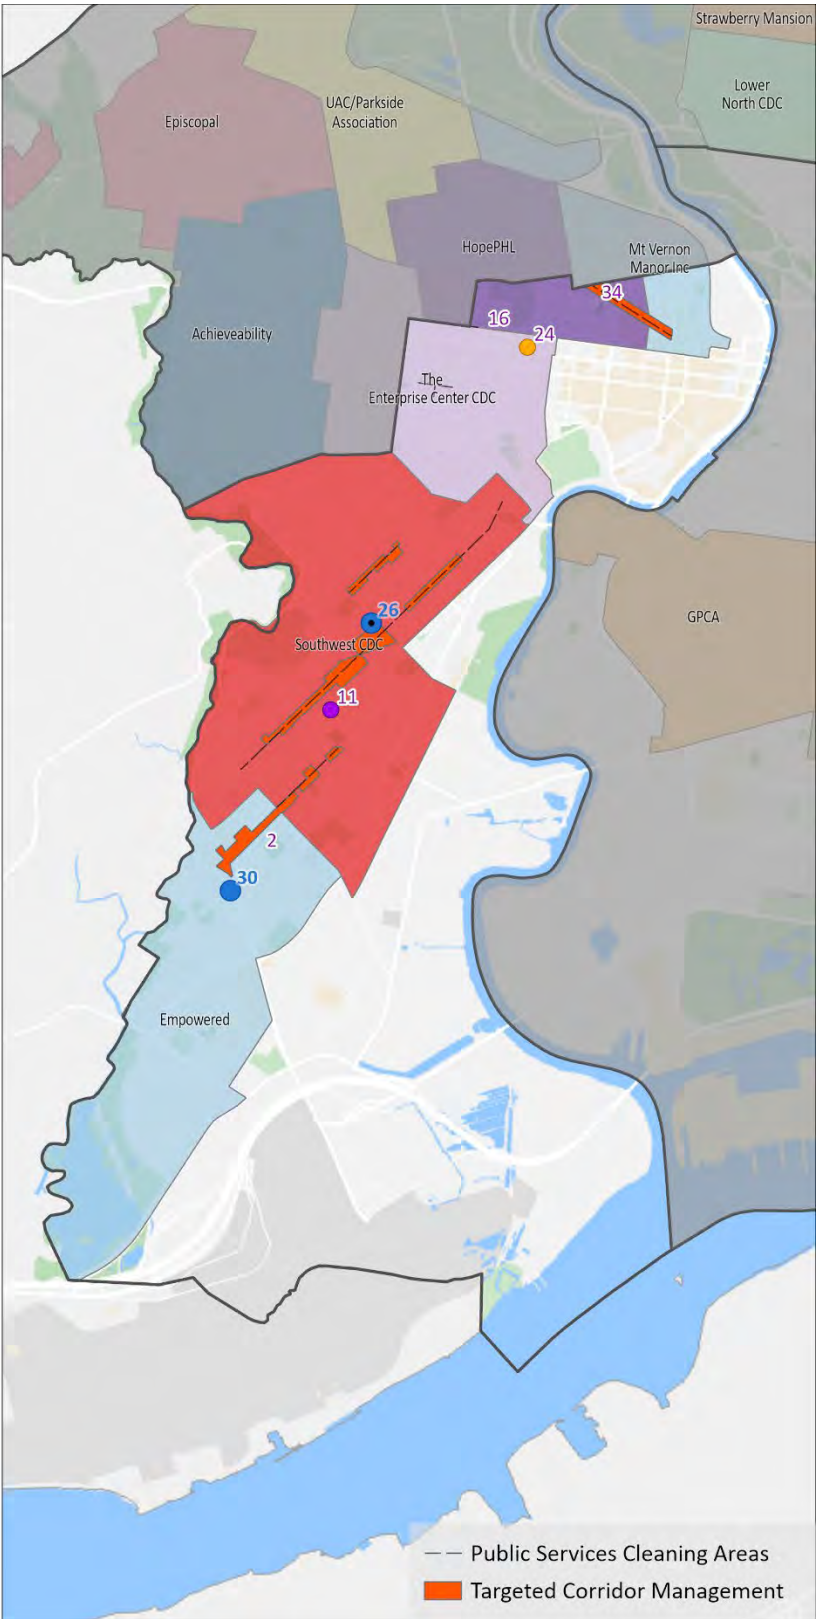 Strawberry Mansion
Lower
North CDC
UAC/Parkside
Association
Episcopal
HopePHL
Mt Vernon
Manor Inc
34
Achieveability
16
24
The
Enterprise Center CDC
26
GPCA
Southwest CDC
11
2
30
Empowered
Public Services Cleaning Areas
Targeted Corridor Management